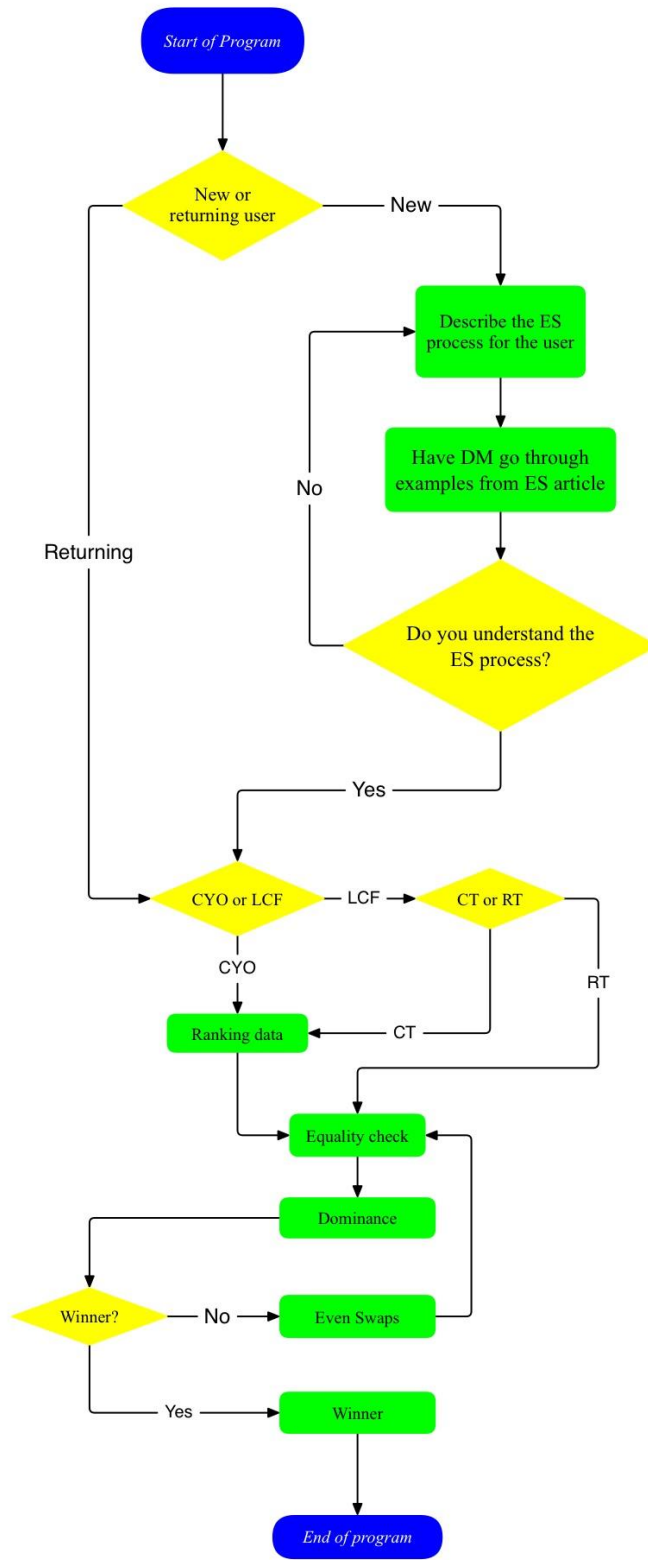 Start of Program
New or
returning user
New
Describe the ES
process for the user
Have DM go through
examples from ES article
No
Returning
Do you understand the
ES process?
Yes
CYO or LCF
LCF
CT or RT
CYO
RT
Ranking data
CT
Equality check
Dominance
Winner?
No
Even Swaps
Yes
Winner
End of program